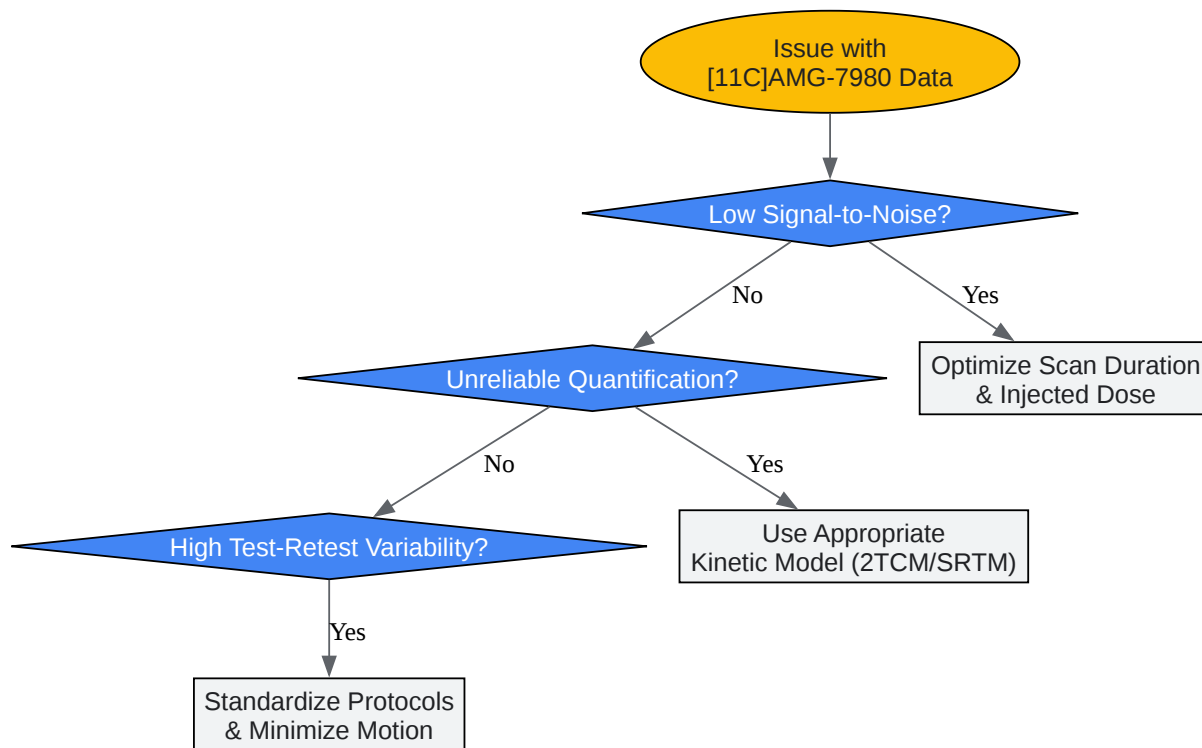 Issue with
[11C]AMG-7980 Data
Low Signal-to-Noise?
No
Yes
Unreliable Quantification?
Optimize Scan Duration
& Injected Dose
No
Yes
High Test-Retest Variability?
Use Appropriate
Kinetic Model (2TCM/SRTM)
Yes
Standardize Protocols
& Minimize Motion